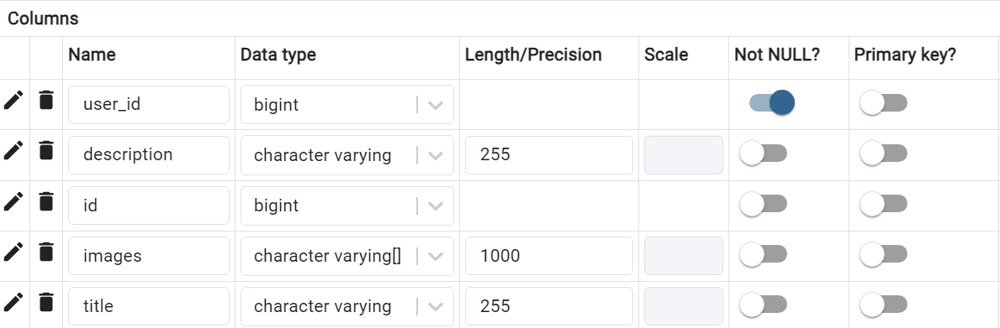 Columns
Name Data type Length/Precision Scale Not NULL? Primary key?
user_id bigint
description character varying 255
id bigint
images character varying[] 1000
title character varying 255